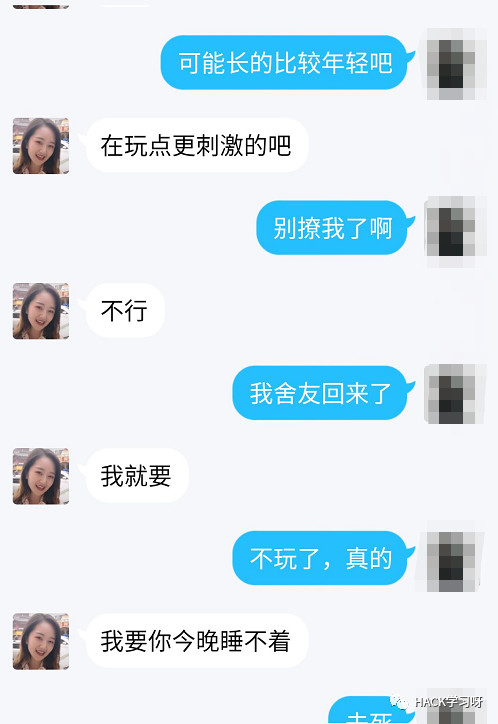 可能长的比较年轻吧
在玩点更刺激的吧
别撩我了啊
不行
我舍友回来了
我就要
不玩了，真的
我要你今晚睡不着
去死
HACK学习呀